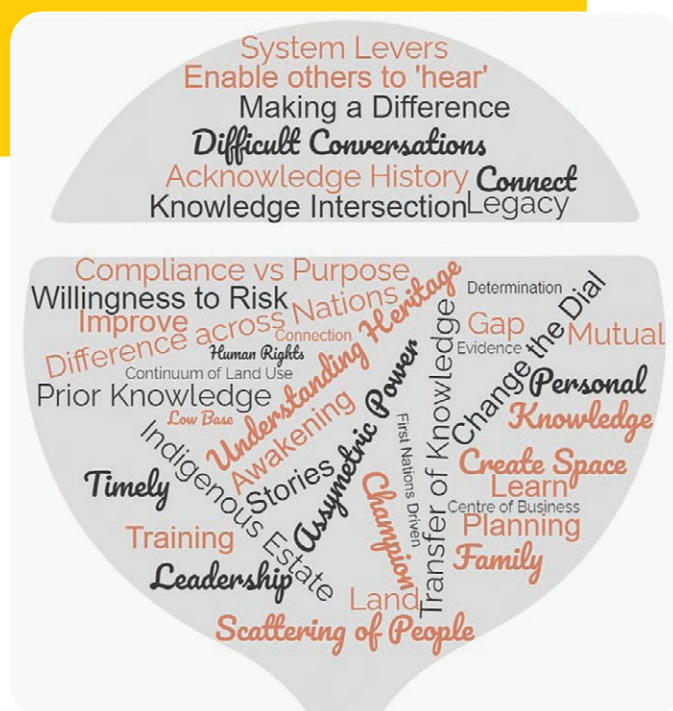 System Levers
Enable others to 'hear'
Making a Difference
Difficult Conversations
Acknowledge History
Connect
Knowledge Intersection
Legacy
Compliance vs Purpose
Willingness to Risk
Improve
Difference across Nations
Connection
Human Rights
Continuum of Land Use
Prior Knowledge
Low Base
Understanding Heritage
Awakening
Stories
Indigenous Estate
Assymetric Power
Timely
Training
Leadership
First Nations Driven
Champion
Transfer of Knowledge
Land
Scattering of People
Determination
Gap
Evidence
Change the Dial
Mutual
Personal
Knowledge
Create Space
Learn
Centre of Business
Planning
Family